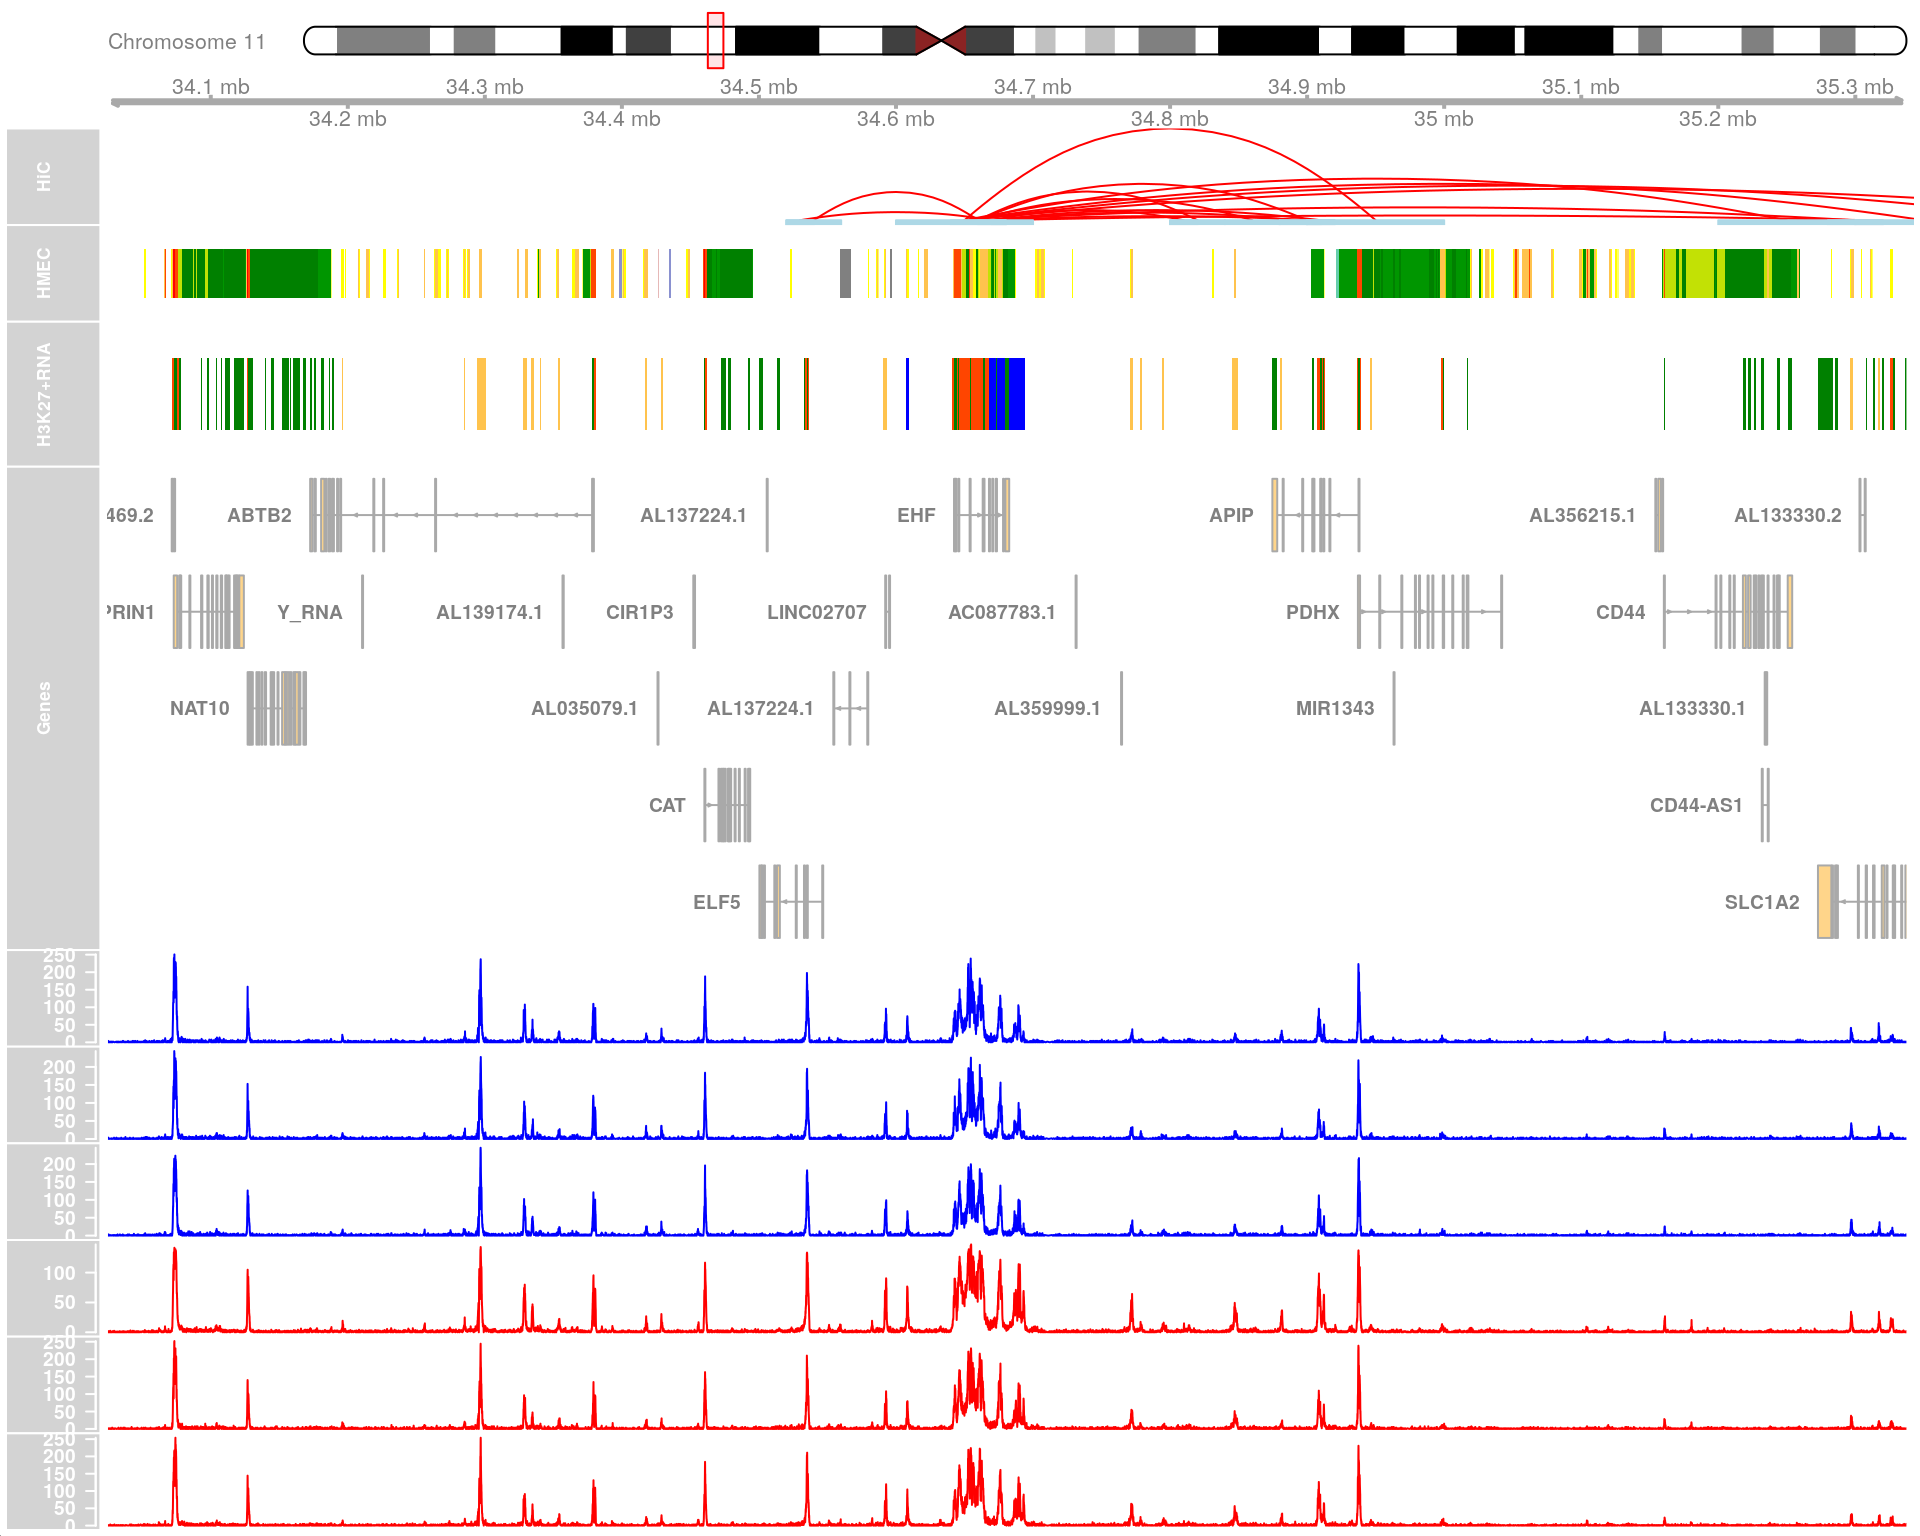 Chromosome 11
34.1 mb 34.3 mb 34.5 mb 34.7 mb 34.9 mb 35.1 mb 35.3 mb
34.2 mb 34.4 mb 34.6 mb 34.8 mb 35 mb 35.2 mb
HiC
HMEC
H3K27+RNA
Genes
469.2 ABTB2 AL137224.1 EHF APIP AL356215.1 AL133330.2
PRIN1 Y_RNA AL139174.1 CIR1P3 LINC02707 AC087783.1 PDHX CD44
NAT10 AL035079.1 AL137224.1 AL359999.1 MIR1343 AL133330.1
CAT CD44-AS1
ELF5 SLC1A2
250
200
150
100
50
0
200
150
100
50
0
200
150
100
50
0
100
50
0
250
200
150
100
50
0
250
200
150
100
50
0